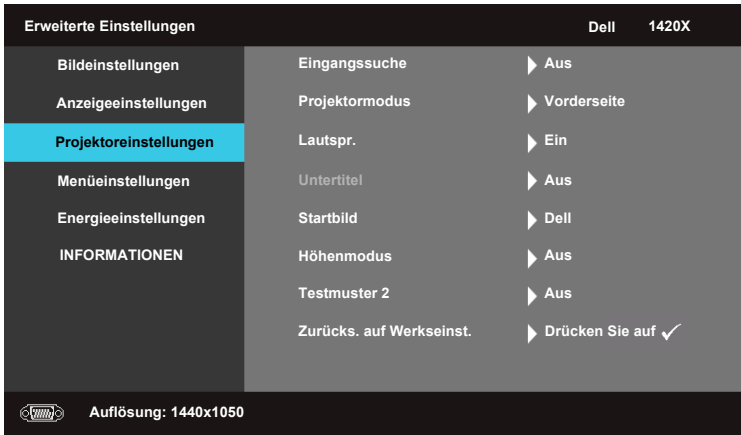 Erweiterte Einstellungen Dell 1420X
Bildeinstellungen
Anzeigeeinstellungen
Projektoreinstellungen
Menüeinstellungen
Energieeinstellungen
INFORMATIONEN
Eingangssuche Aus
Projektormodus Vorderseite
Lautspr. Ein
Untertitel Aus
Startbild Dell
Höhenmodus Aus
Testmuster 2 Aus
Zurücks. auf Werkseinst. Drücken Sie auf ✓
Auflösung: 1440x1050